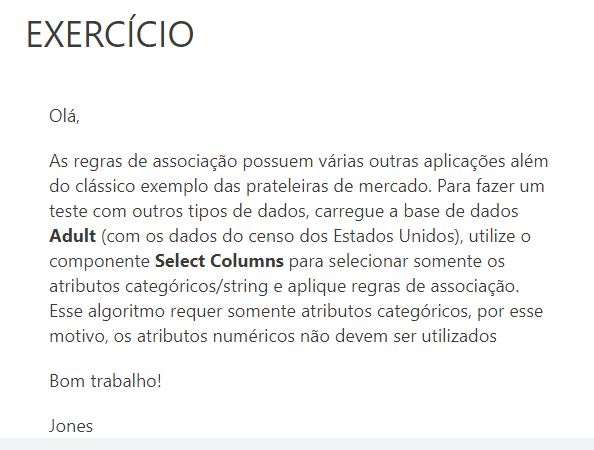 EXERCÍCIO
Olá,
As regras de associação possuem várias outras aplicações além
do clássico exemplo das prateleiras de mercado. Para fazer um
teste com outros tipos de dados, carregue a base de dados
Adult (com os dados do censo dos Estados Unidos), utilize o
componente Select Columns para selecionar somente os
atributos categóricos/string e aplique regras de associação.
Esse algoritmo requer somente atributos categóricos, por esse
motivo, os atributos numéricos não devem ser utilizados
Bom trabalho!
Jones